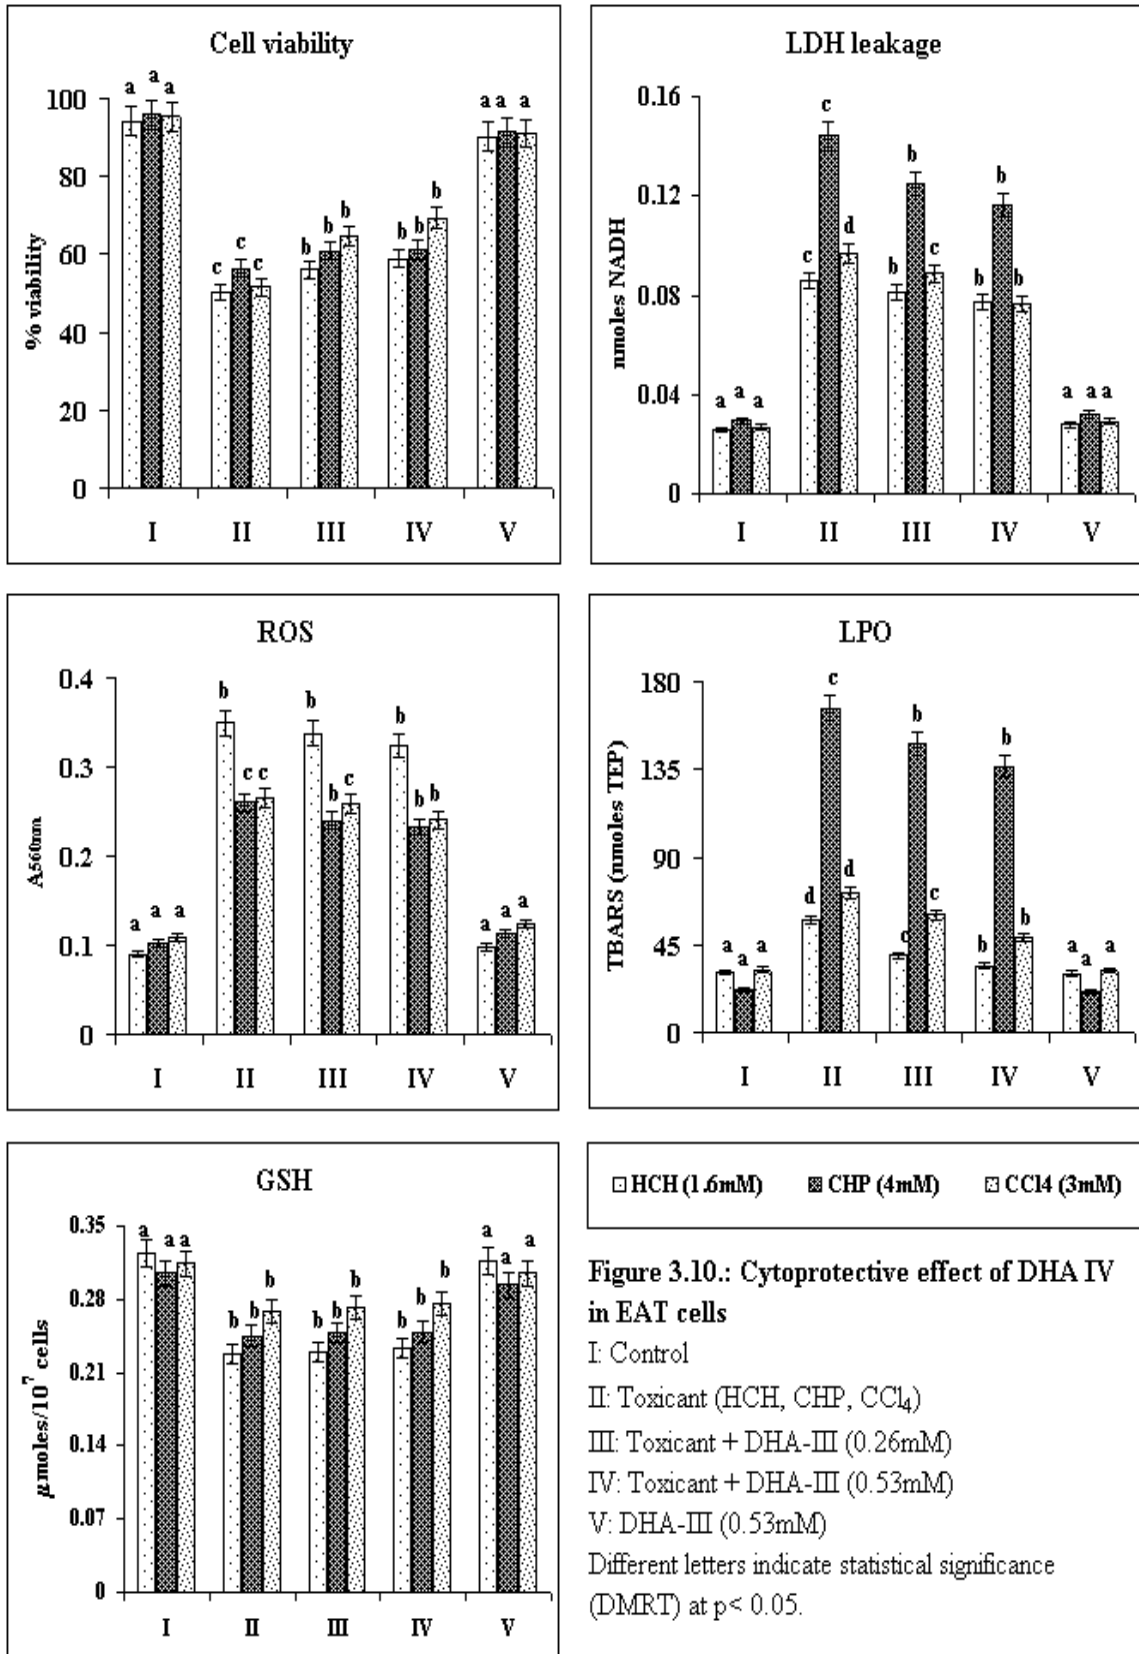 Cell viability
a a a
c c c
b b b
b b b
a a a
100
80
60
40
20
0
% viability
I II III IV V
LDH leakage
a a a
c c d
b b b
b b b
a a a
0.16
0.12
0.08
0.04
0
nmoles NADH
I II III IV V
ROS
a a a
b c c
b b c
b b b
a a a
0.4
0.3
0.2
0.1
0
A560nm
I II III IV V
LPO
a a a
d c d
c b c
b b b
a a a
180
135
90
45
0
TBARS (nmoles TEP)
I II III IV V
GSH
a a a
b b b
b b b
b b b
a a a
0.35
0.28
0.21
0.14
0.07
0
μmoles/10⁷ cells
I II III IV V
HCH (1.6mM) CHP (4mM) CCl4 (3mM)
Figure 3.10.: Cytoprotective effect of DHA IV
in EAT cells
I: Control
II: Toxicant (HCH, CHP, CCl₄)
III: Toxicant + DHA-III (0.26mM)
IV: Toxicant + DHA-III (0.53mM)
V: DHA-III (0.53mM)
Different letters indicate statistical significance
(DMRT) at p< 0.05.